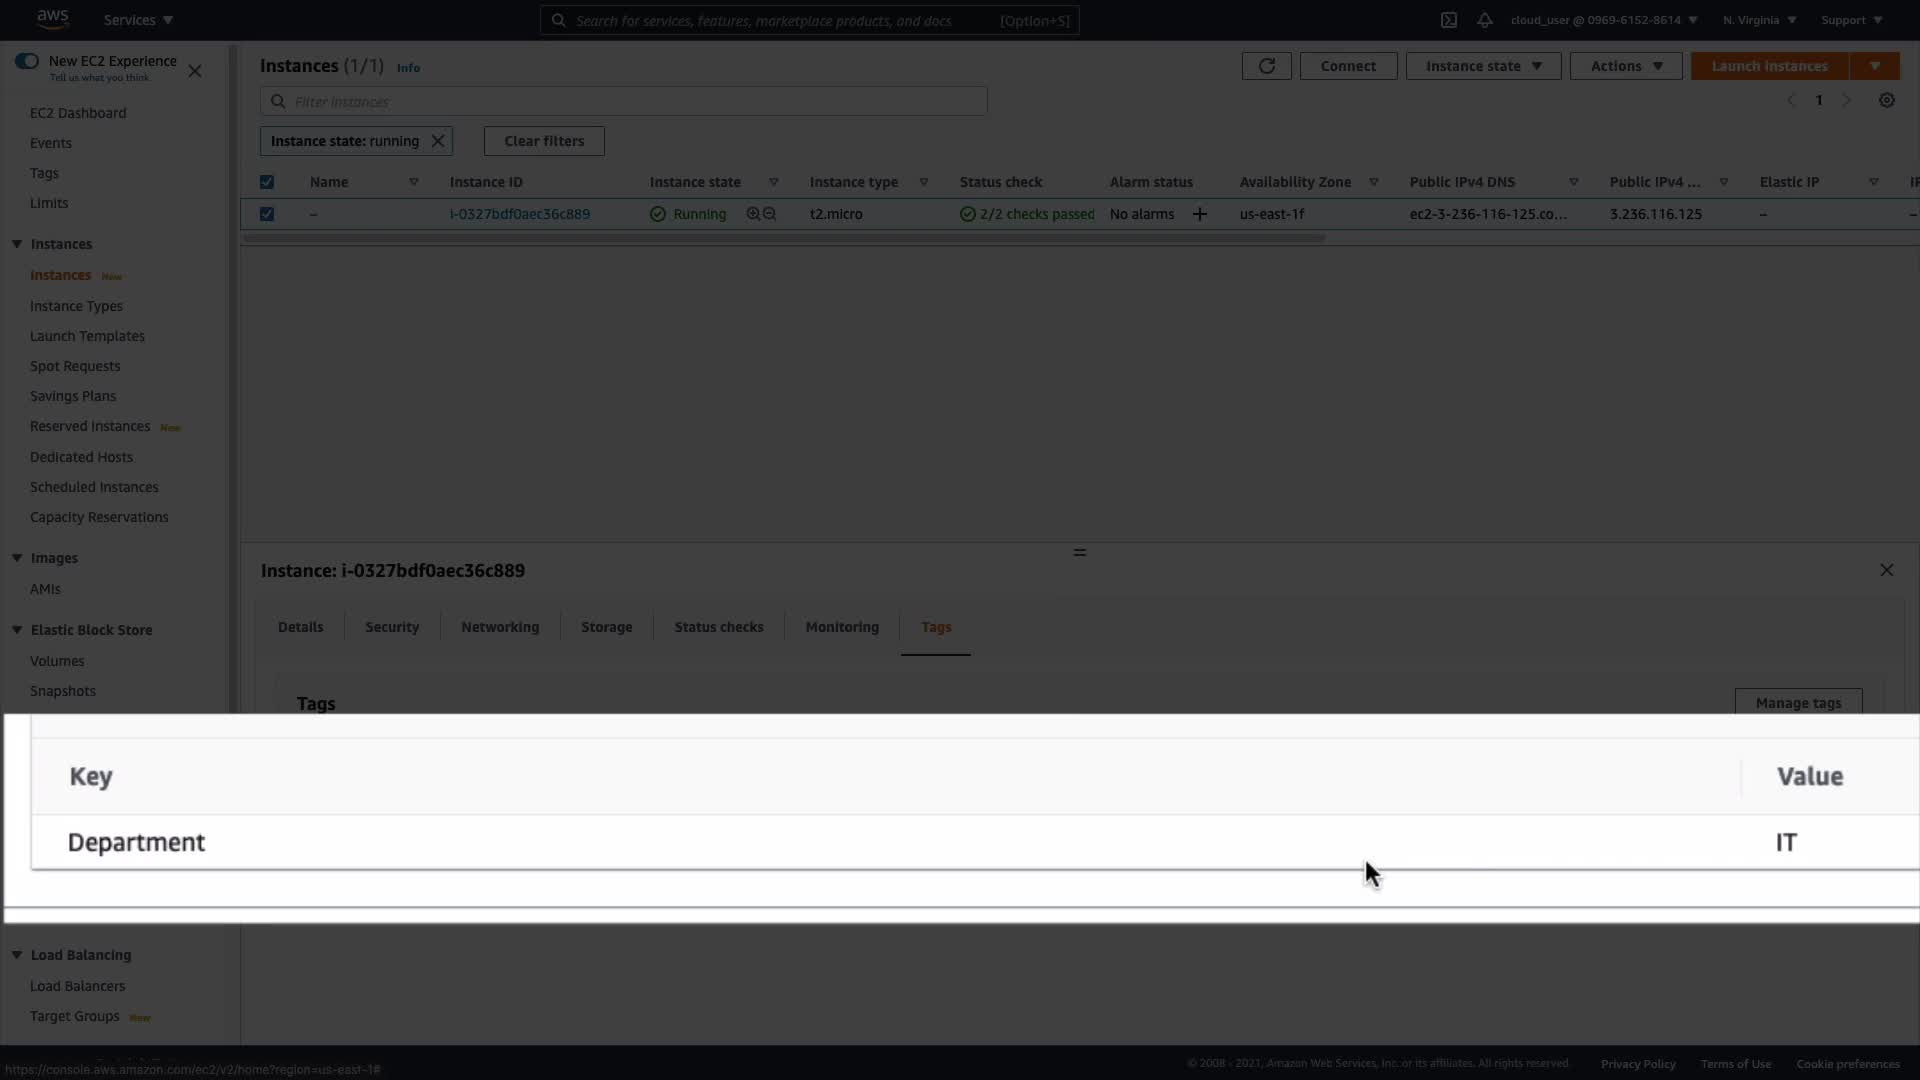 aws
Services
Search for services, features, marketplace products, and docs [Option+S]
cloud_user @ 0969-6152-8614
N. Virginia
Support
New EC2 Experience
Tell us what you think
EC2 Dashboard
Events
Tags
Limits
Instances
Instances New
Instance Types
Launch Templates
Spot Requests
Savings Plans
Reserved Instances New
Dedicated Hosts
Scheduled Instances
Capacity Reservations
Images
AMIs
Elastic Block Store
Volumes
Snapshots
Load Balancing
Load Balancers
Target Groups New
Instances (1/1) Info
Connect
Instance state
Actions
Launch instances
Filter instances
1
Instance state: running
Clear filters
Name Instance ID Instance state Instance type Status check Alarm status Availability Zone Public IPv4 DNS Public IPv4 ... Elastic IP
– i-0327bdf0aec36c889 Running t2.micro 2/2 checks passed No alarms + us-east-1f ec2-3-236-116-125.co... 3.236.116.125 – –
Instance: i-0327bdf0aec36c889
Details Security Networking Storage Status checks Monitoring Tags
Tags
Manage tags
Key Value
Department IT
https://console.aws.amazon.com/ec2/v2/home?region=us-east-1#
© 2008 - 2021, Amazon Web Services, Inc. or its affiliates. All rights reserved.
Privacy Policy
Terms of Use
Cookie preferences